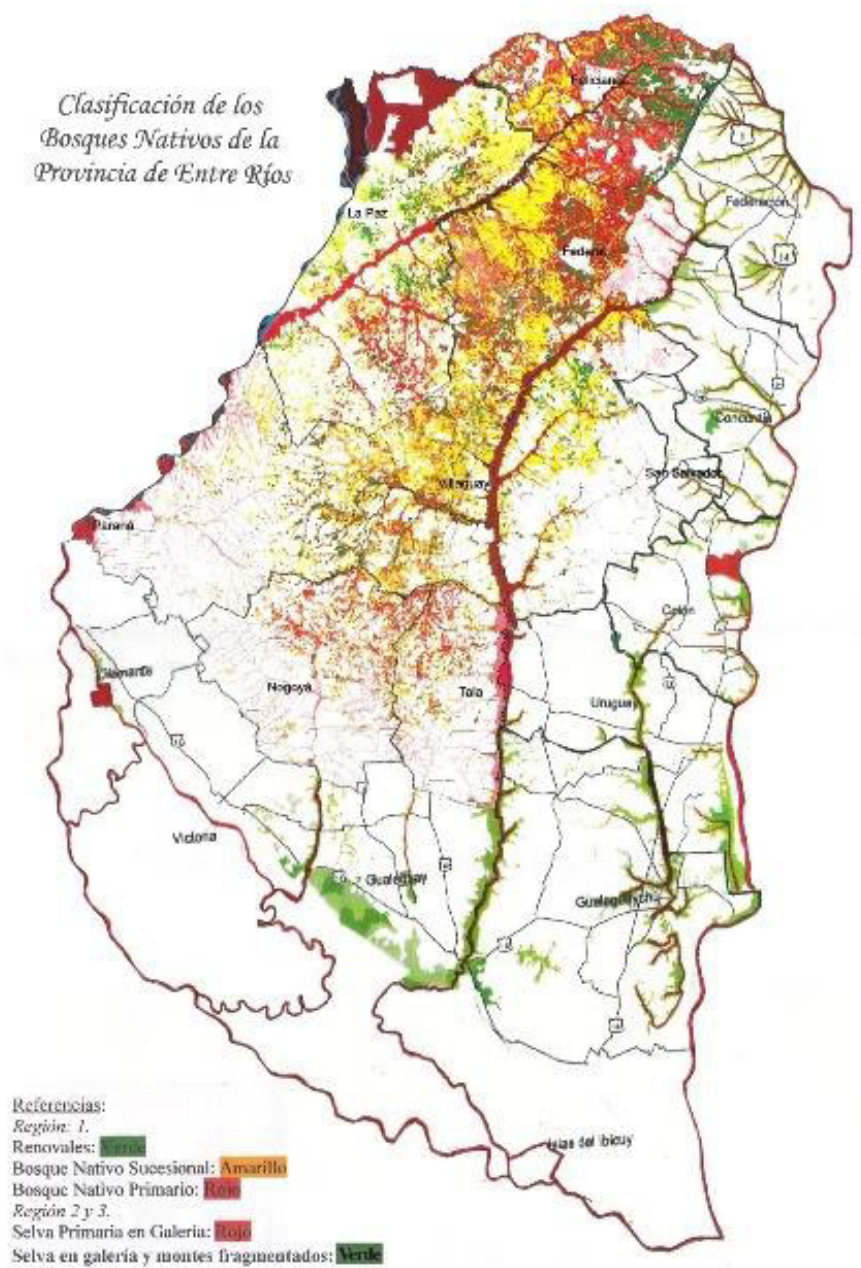 Clasificación de los
Bosques Nativos de la
Provincia de Entre Ríos
Feliciano
Federación
La Paz
Federal
14
Concordia
Villaguay
San Salvador
Paraná
Colón
Diamante
Nogoyá
Tala
Uruguay
Victoria
Gualeguay
Gualeguaychú
Islas del Ibicuy
Referencias:
Región: 1.
Renovales: Verde
Bosque Nativo Sucesional: Amarillo
Bosque Nativo Primario: Rojo
Región 2 y 3.
Selva Primaria en Galería: Rojo
Selva en galería y montes fragmentados: Verde